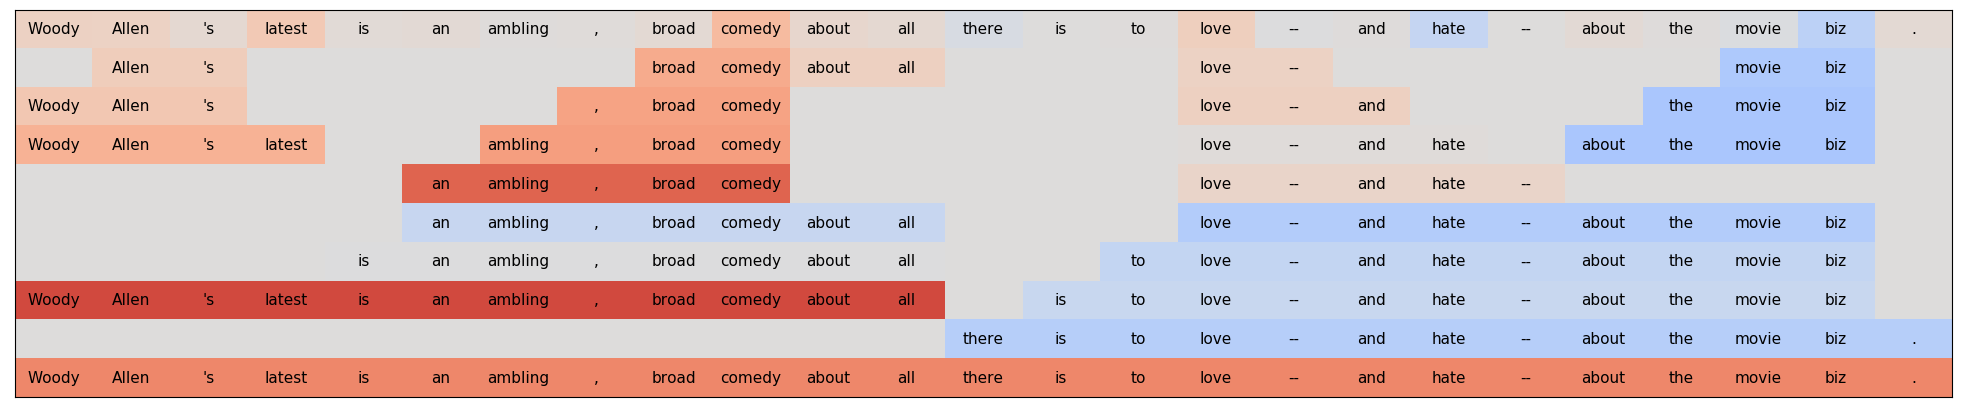 Woody Allen 's latest is an ambling , broad comedy about all there is to love -- and hate -- about the movie biz .
Allen 's broad comedy about all love -- movie biz
Woody Allen 's , broad comedy love -- and the movie biz
Woody Allen 's latest ambling , broad comedy love -- and hate about the movie biz
an ambling , broad comedy love -- and hate --
an ambling , broad comedy about all love -- and hate -- about the movie biz
is an ambling , broad comedy about all to love -- and hate -- about the movie biz
Woody Allen 's latest is an ambling , broad comedy about all is to love -- and hate -- about the movie biz
there is to love -- and hate -- about the movie biz .
Woody Allen 's latest is an ambling , broad comedy about all there is to love -- and hate -- about the movie biz .